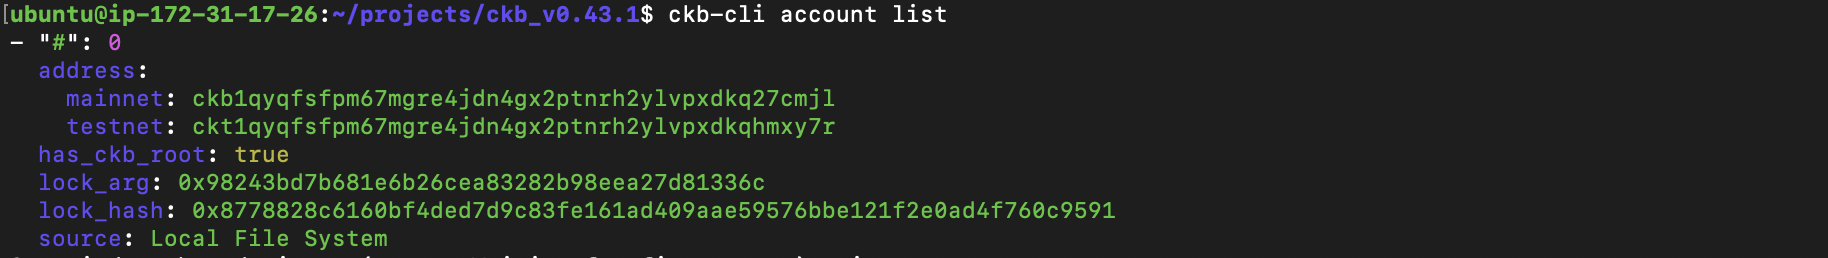 [ubuntu@ip-172-31-17-26:~/projects/ckb_v0.43.1$ ckb-cli account list
- "#": 0
  address:
    mainnet: ckb1qyqfsfpm67mgre4jdn4gx2ptnrh2ylvpxdkq27cmjl
    testnet: ckt1qyqfsfpm67mgre4jdn4gx2ptnrh2ylvpxdkqhmxy7r
  has_ckb_root: true
  lock_arg: 0x98243bd7b681e6b26cea83282b98eea27d81336c
  lock_hash: 0x8778828c6160bf4ded7d9c83fe161ad409aae59576bbe121f2e0ad4f760c9591
  source: Local File System